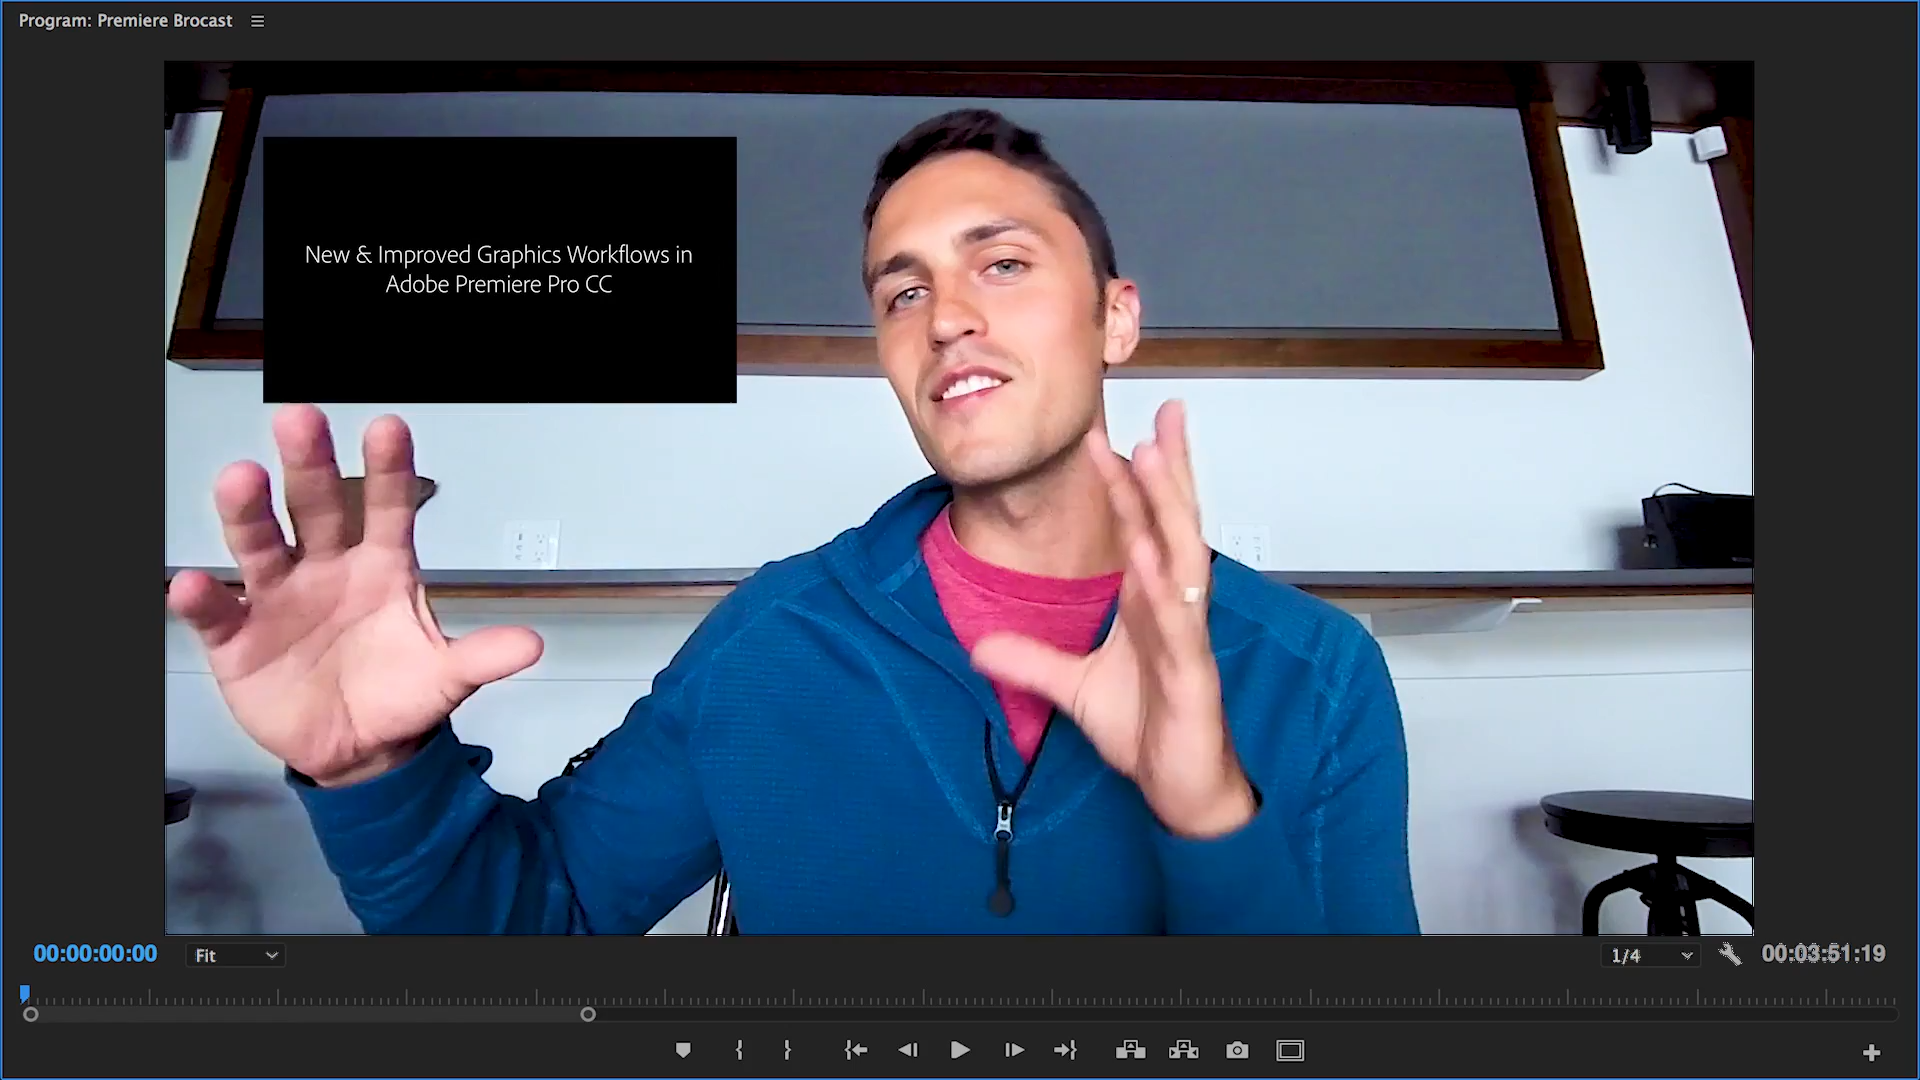 Program: Premiere Brocast
New & Improved Graphics Workflows in
Adobe Premiere Pro CC
00:00:00:00
Fit
1/4
00:03:51:19